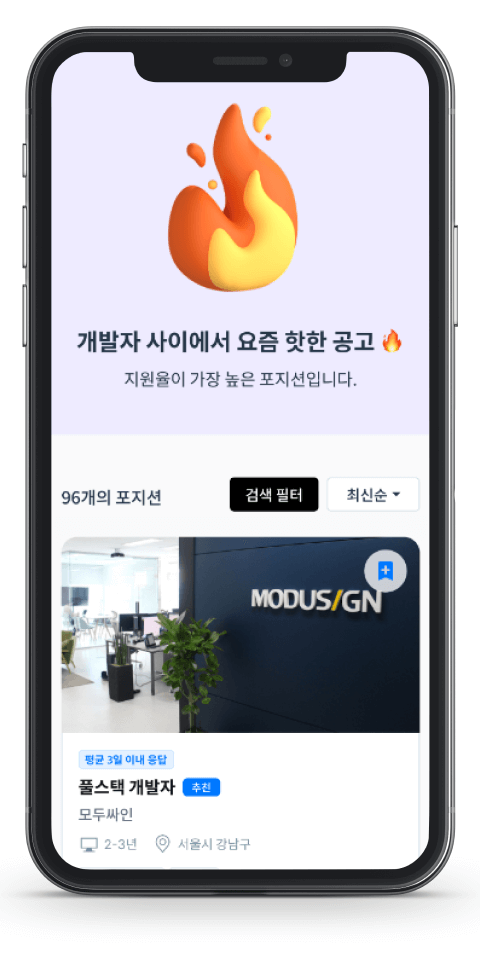 개발자 사이에서 요즘 핫한 공고 🔥
지원율이 가장 높은 포지션입니다.
96개의 포지션
검색 필터
최신순
MODUSIGN
평균 3일 이내 응답
풀스택 개발자 추천
모두싸인
2-3년 서울시 강남구